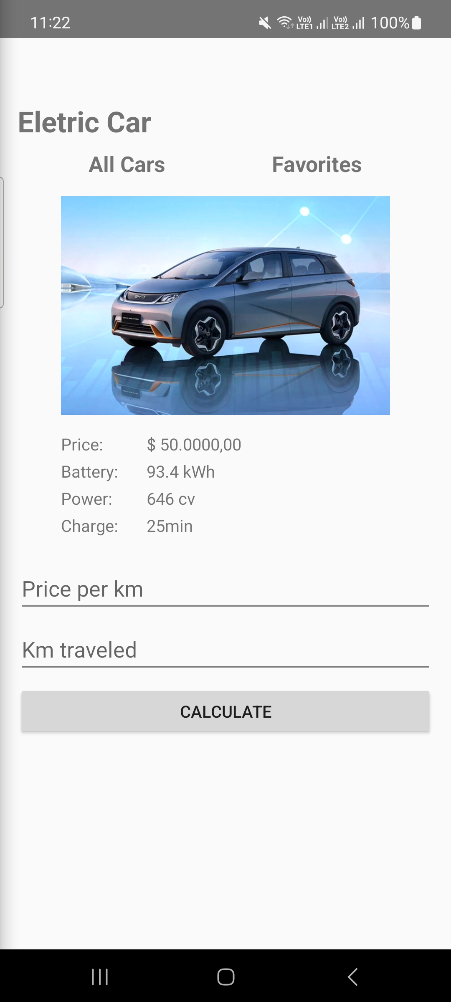 11:22
Vo)) LTE1 Vo)) LTE2 100%
Eletric Car
All Cars Favorites
Price: $ 50.0000,00
Battery: 93.4 kWh
Power: 646 cv
Charge: 25min
Price per km
Km traveled
CALCULATE